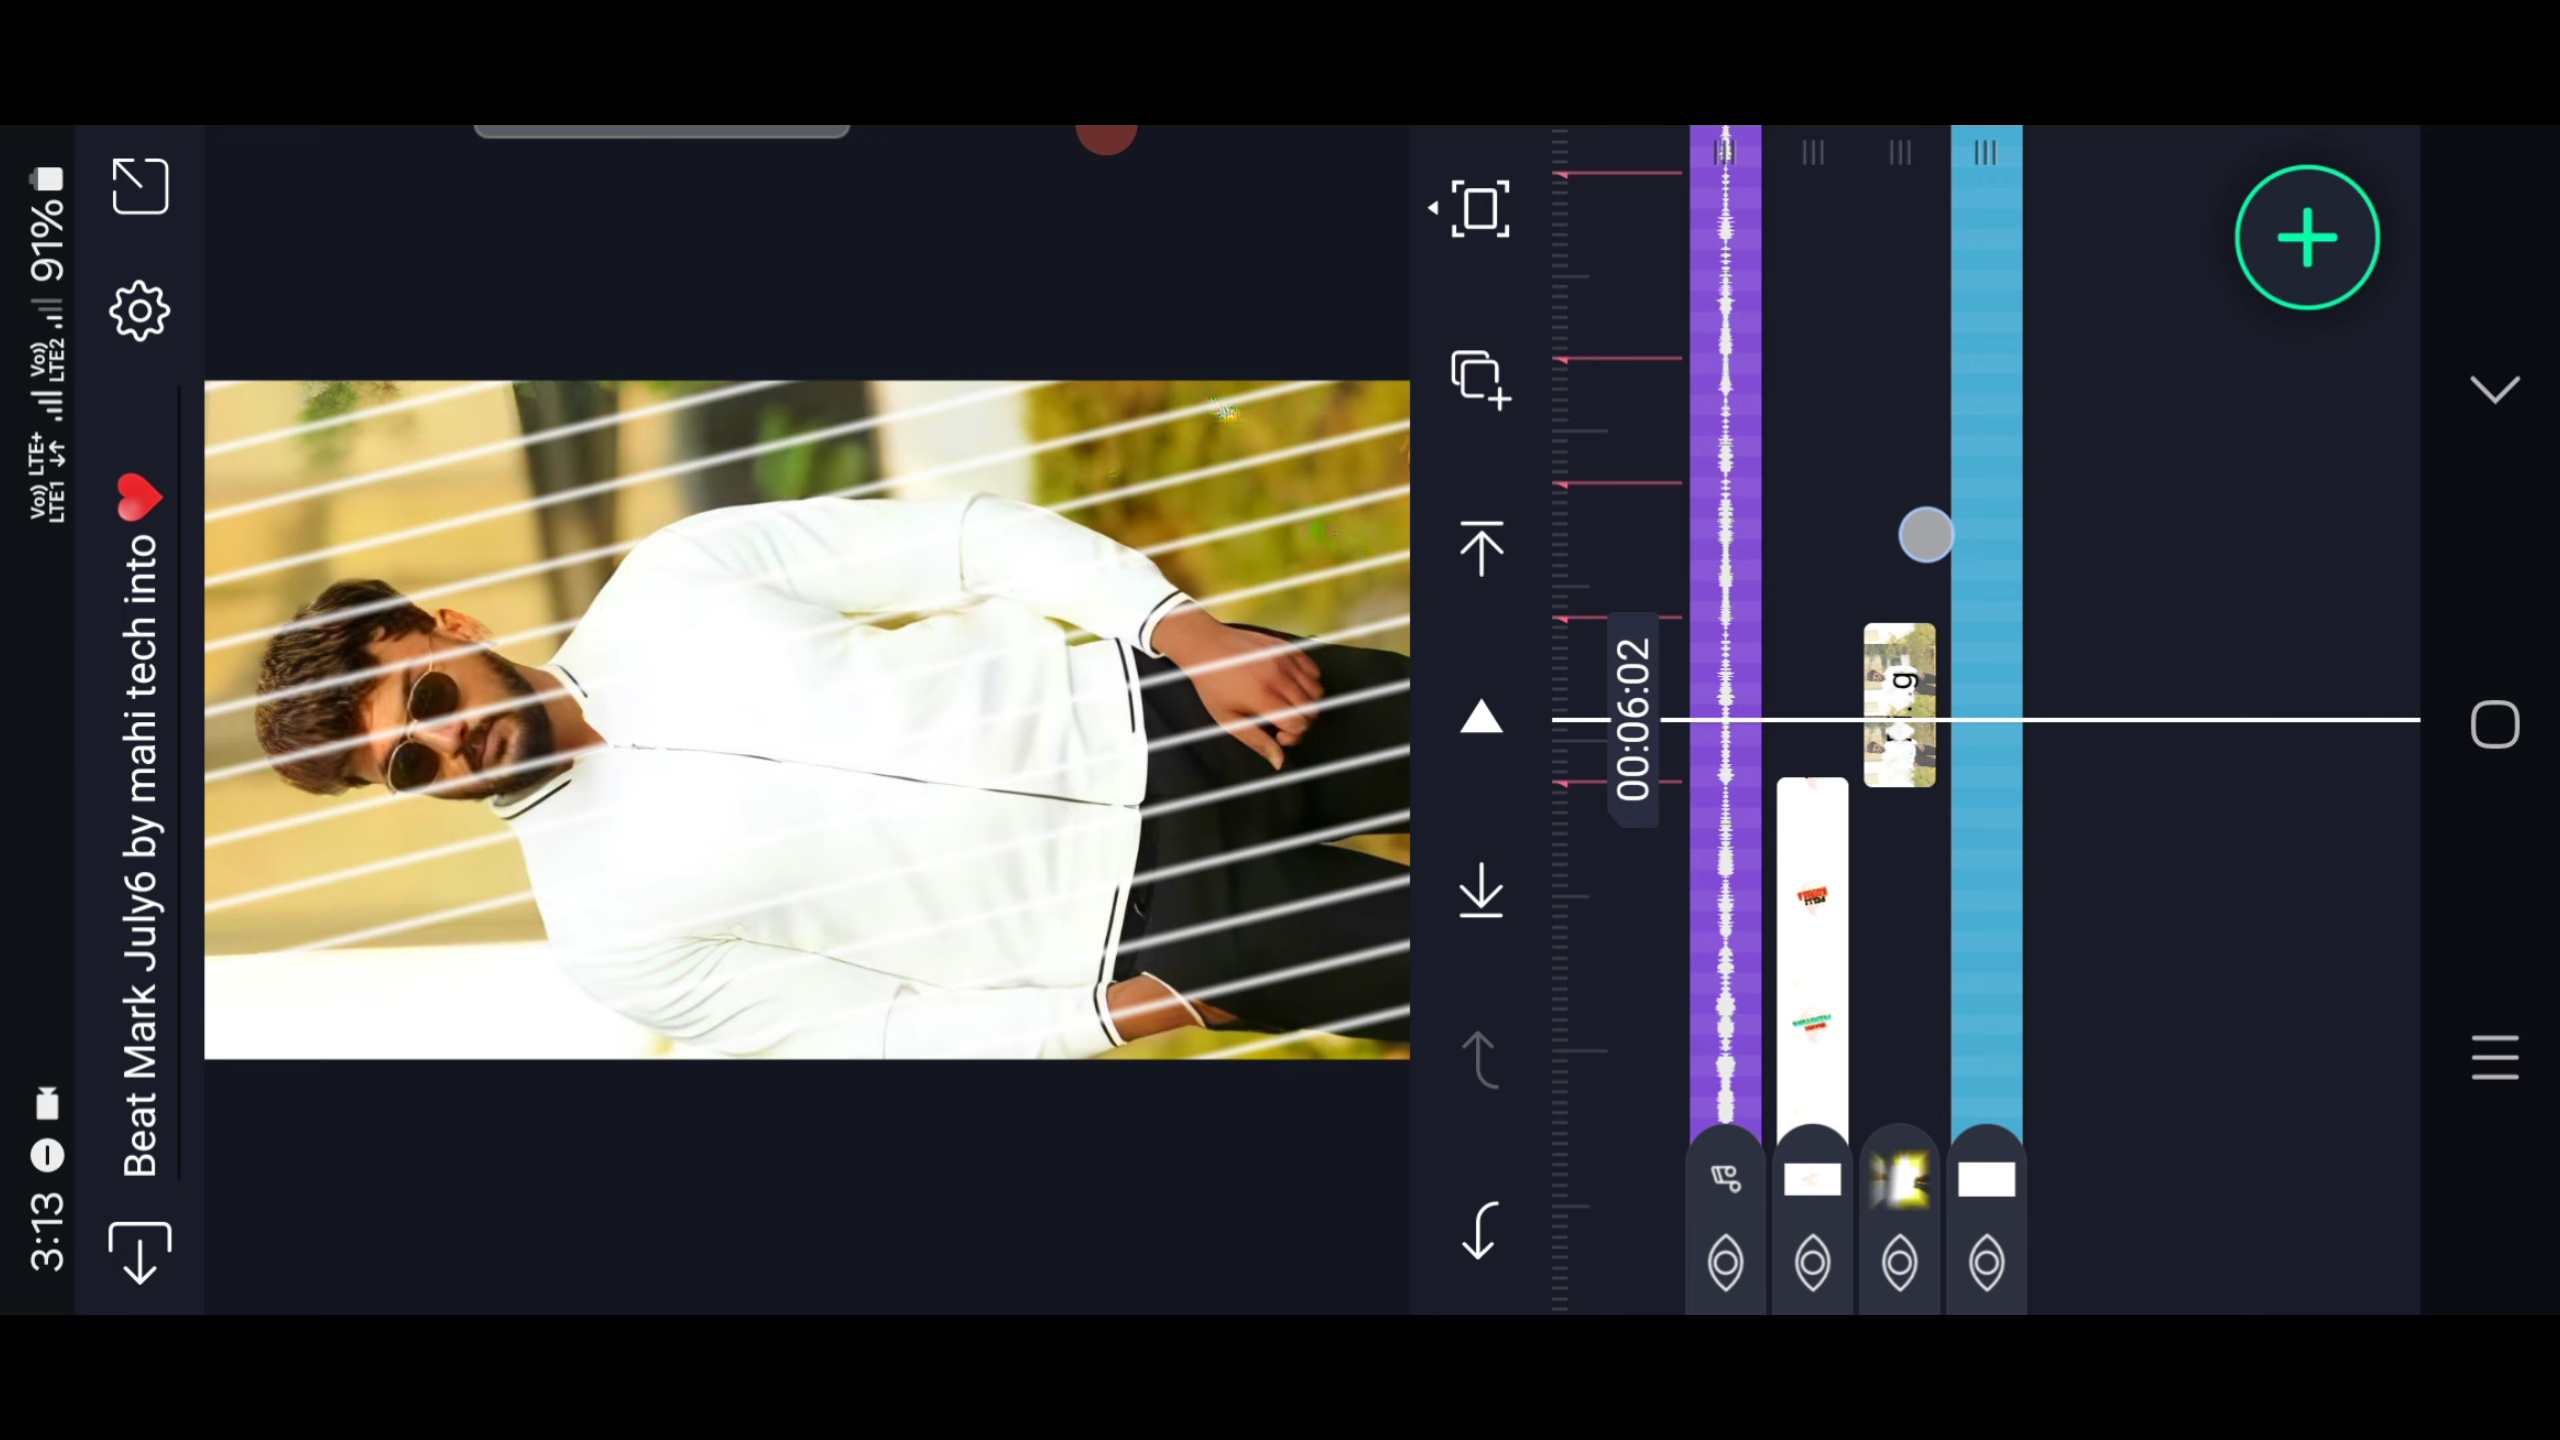 3:13
Vo)) LTE+
LTE1
Vo))
LTE2
91%
Beat Mark July6 by mahi tech into ❤️
00:06:02
g